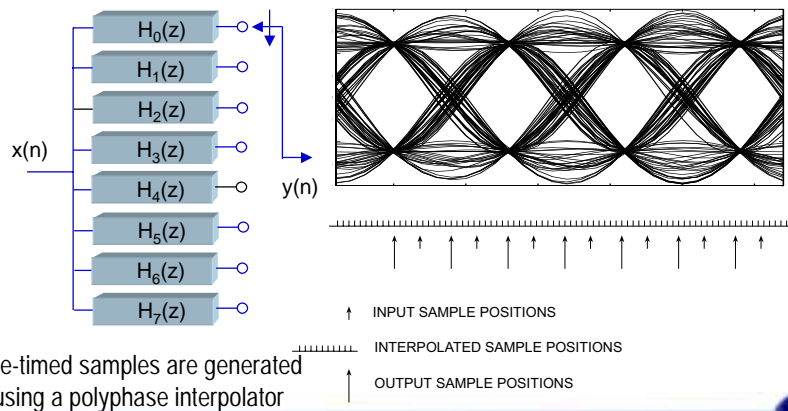 H0(z)
H1(z)
H2(z)
H3(z)
H4(z)
H5(z)
H6(z)
H7(z)
x(n)
y(n)
INPUT SAMPLE POSITIONS
INTERPOLATED SAMPLE POSITIONS
OUTPUT SAMPLE POSITIONS
e-timed samples are generated
using a polyphase interpolator